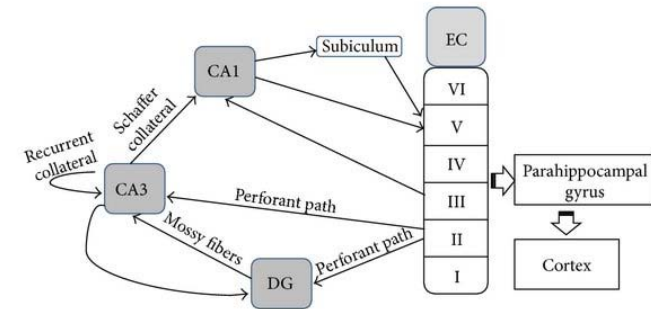 Subiculum
EC
CA1
VI
V
IV
III
II
I
Schaffer
collateral
Recurrent
collateral
CA3
Perforant path
Mossy fibers
Perforant path
DG
Parahippocampal
gyrus
Cortex